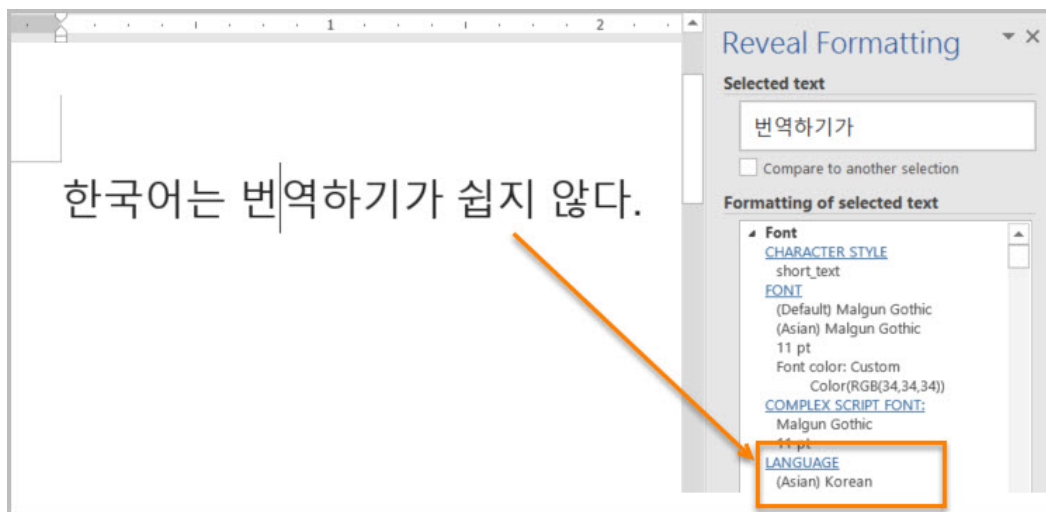 1 2
한국어는 번역하기가 쉽지 않다.
Reveal Formatting
Selected text
번역하기가
Compare to another selection
Formatting of selected text
Font
CHARACTER STYLE
short_text
FONT
(Default) Malgun Gothic
(Asian) Malgun Gothic
11 pt
Font color: Custom
Color(RGB(34,34,34))
COMPLEX SCRIPT FONT:
Malgun Gothic
11 pt
LANGUAGE
(Asian) Korean